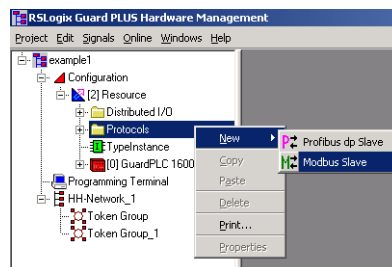 RSLogix Guard PLUS Hardware Management
Project Edit Signals Online Windows Help
example1
Configuration
[2] Resource
Distributed I/O
Protocols
TypeInstance
[0] GuardPLC 1600
Programming Terminal
HH-Network_1
Token Group
Token Group_1
New
Copy
Paste
Delete
Print...
Properties
Profibus dp Slave
Modbus Slave